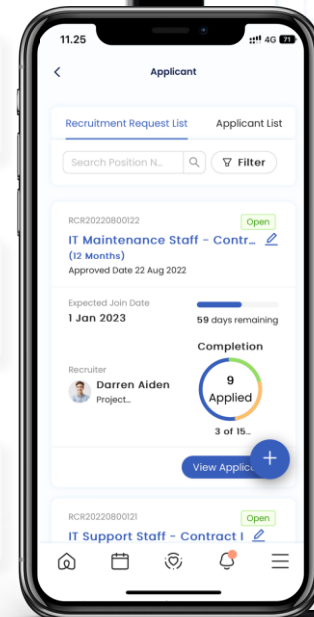 11.25 4G 71
Applicant
Recruitment Request List Applicant List
Search Position N.. Filter
RCR20220800122 Open
IT Maintenance Staff - Contr...
(12 Months)
Approved Date 22 Aug 2022
Expected Join Date
1 Jan 2023 59 days remaining
Completion
Recruiter
Darren Aiden
Project..
9
Applied
3 of 15..
View Applic
RCR20220800121 Open
IT Support Staff - Contract I